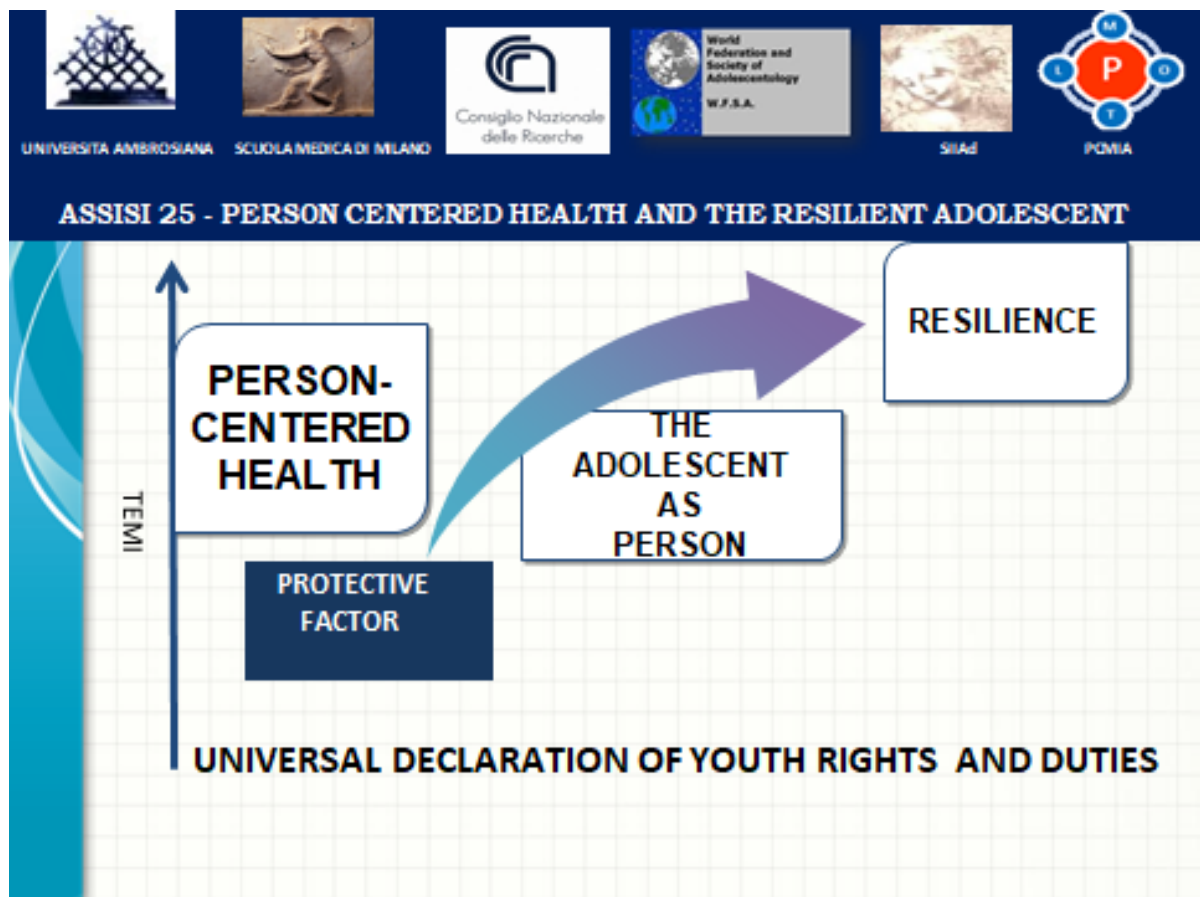 World
Federation and
Society of
Adolescentology
W.F.S.A.
Consiglio Nazionale
delle Ricerche
M
L
P
O
T
UNIVERSITA AMBROSIANA
SCUOLA MEDICA DI MILANO
SIIAd
PCMIA
ASSISI 25 - PERSON CENTERED HEALTH AND THE RESILIENT ADOLESCENT
RESILIENCE
PERSON-
CENTERED
HEALTH
THE
ADOLESCENT
AS
PERSON
TEMI
PROTECTIVE
FACTOR
UNIVERSAL DECLARATION OF YOUTH RIGHTS  AND DUTIES